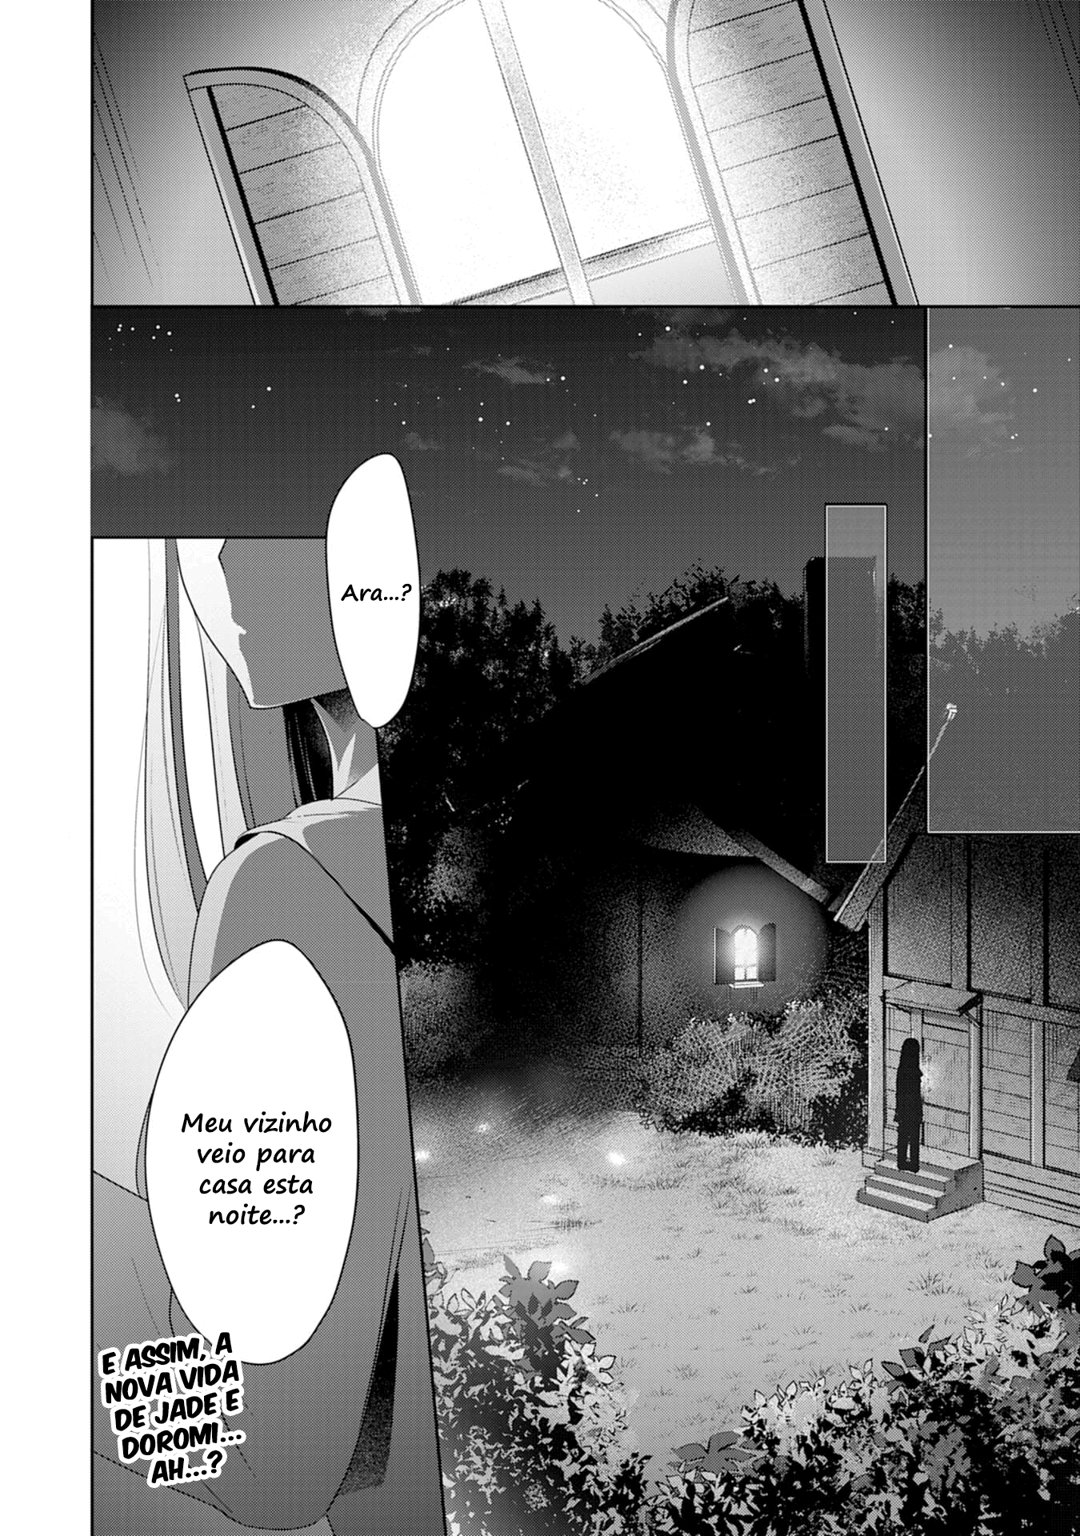 Ara...?
Meu vizinho
veio para
casa esta
noite...?
E ASSIM, A
NOVA VIDA
DE JADE E
DOROMI...
AH...?